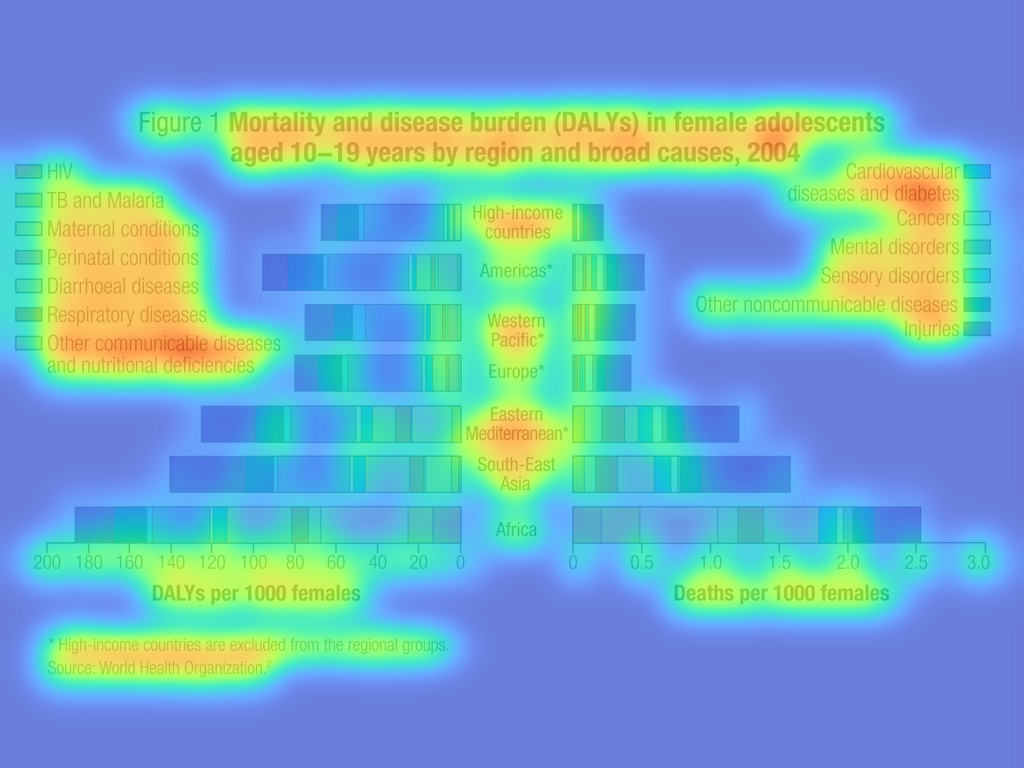 Figure 1 Mortality and disease burden (DALYs) in female adolescents
aged 10–19 years by region and broad causes, 2004
HIV
TB and Malaria
Maternal conditions
Perinatal conditions
Diarrhoeal diseases
Respiratory diseases
Other communicable diseases
and nutritional deficiencies
Cardiovascular
diseases and diabetes
Cancers
Mental disorders
Sensory disorders
Other noncommunicable diseases
Injuries
High-income
countries
Americas*
Western
Pacific*
Europe*
Eastern
Mediterranean*
South-East
Asia
Africa
200 180 160 140 120 100 80 60 40 20 0
0 0.5 1.0 1.5 2.0 2.5 3.0
DALYs per 1000 females
Deaths per 1000 females
* High-income countries are excluded from the regional groups.
Source: World Health Organization.²